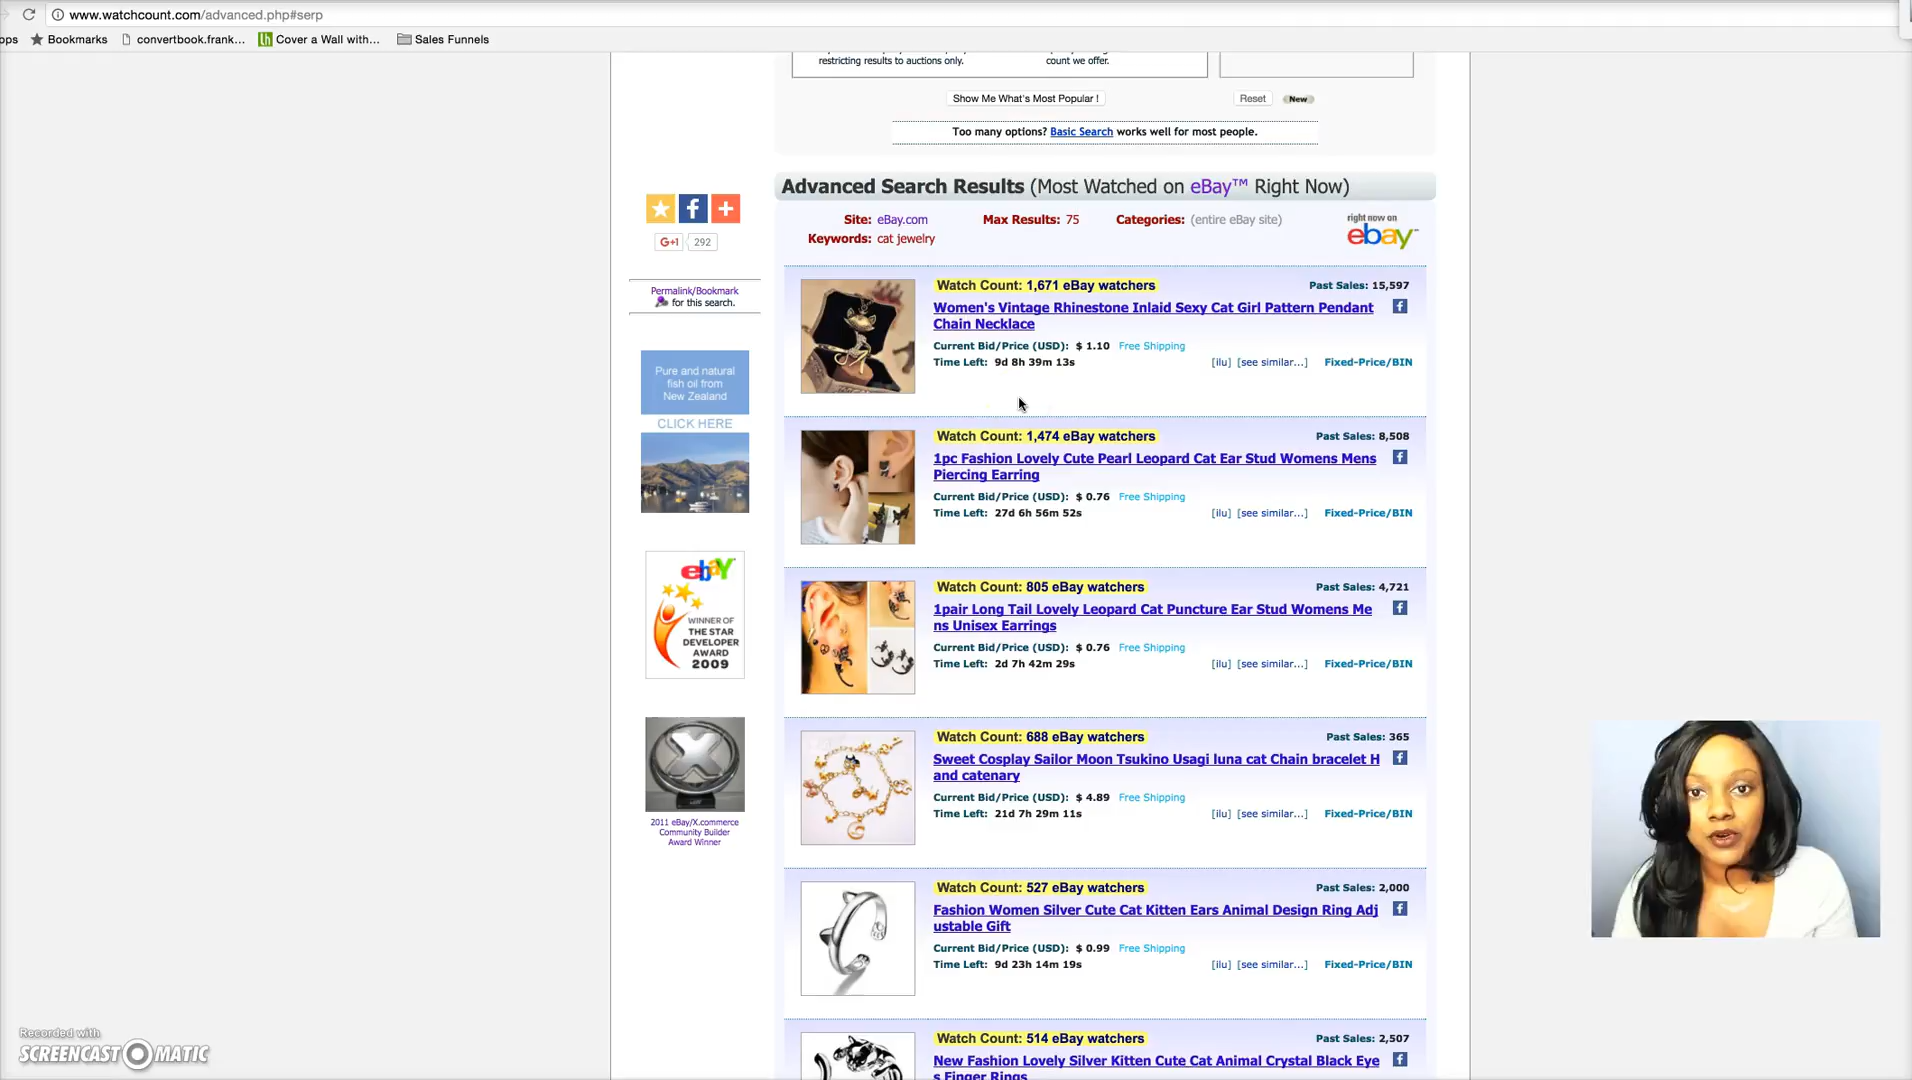 www.watchcount.com/advanced.php#serp
ops Bookmarks convertbook.frank... Cover a Wall with... Sales Funnels
restricting results to auctions only. count we offer.
Show Me What's Most Popular ! Reset New
Too many options? Basic Search works well for most people.
Advanced Search Results (Most Watched on eBay™ Right Now)
Site: eBay.com Max Results: 75 Categories: (entire eBay site)
Keywords: cat jewelry
right now on
ebay™
G+1 292
Permalink/Bookmark
for this search.
Pure and natural
fish oil from
New Zealand
CLICK HERE
ebay
WINNER OF
THE STAR
DEVELOPER
AWARD
2009
2011 eBay/X.commerce
Community Builder
Award Winner
Watch Count: 1,671 eBay watchers Past Sales: 15,597
Women's Vintage Rhinestone Inlaid Sexy Cat Girl Pattern Pendant
Chain Necklace
Current Bid/Price (USD): $ 1.10 Free Shipping
Time Left: 9d 8h 39m 13s [ilu] [see similar...] Fixed-Price/BIN
Watch Count: 1,474 eBay watchers Past Sales: 8,508
1pc Fashion Lovely Cute Pearl Leopard Cat Ear Stud Womens Mens
Piercing Earring
Current Bid/Price (USD): $ 0.76 Free Shipping
Time Left: 27d 6h 56m 52s [ilu] [see similar...] Fixed-Price/BIN
Watch Count: 805 eBay watchers Past Sales: 4,721
1pair Long Tail Lovely Leopard Cat Puncture Ear Stud Womens Me
ns Unisex Earrings
Current Bid/Price (USD): $ 0.76 Free Shipping
Time Left: 2d 7h 42m 29s [ilu] [see similar...] Fixed-Price/BIN
Watch Count: 688 eBay watchers Past Sales: 365
Sweet Cosplay Sailor Moon Tsukino Usagi luna cat Chain bracelet H
and catenary
Current Bid/Price (USD): $ 4.89 Free Shipping
Time Left: 21d 7h 29m 11s [ilu] [see similar...] Fixed-Price/BIN
Watch Count: 527 eBay watchers Past Sales: 2,000
Fashion Women Silver Cute Cat Kitten Ears Animal Design Ring Adj
ustable Gift
Current Bid/Price (USD): $ 0.99 Free Shipping
Time Left: 9d 23h 14m 19s [ilu] [see similar...] Fixed-Price/BIN
Watch Count: 514 eBay watchers Past Sales: 2,507
New Fashion Lovely Silver Kitten Cute Cat Animal Crystal Black Eye
s Finger Rings
Recorded with
SCREENCAST MATIC